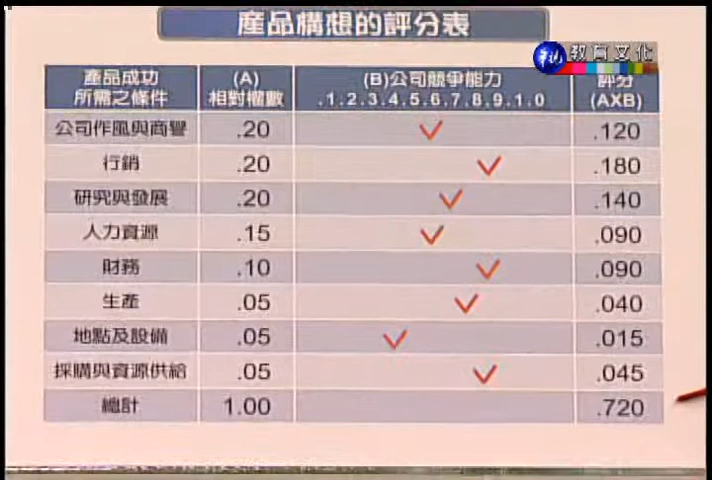 產品構想的評分表
教育文化
產品成功 (A) (B)公司競爭能力 評分
所需之條件 相對權數 .1.2.3.4.5.6.7.8.9.1.0 (AXB)
公司作風與商譽 .20 .120
行銷 .20 .180
研究與發展 .20 .140
人力資源 .15 .090
財務 .10 .090
生產 .05 .040
地點及設備 .05 .015
採購與資源供給 .05 .045
總計 1.00 .720